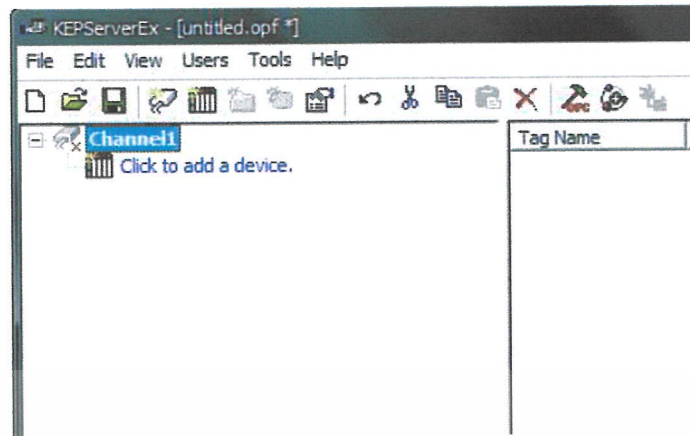 KEPServerEx - [untitled.opf *]
File Edit View Users Tools Help
Channel1
Tag Name
Click to add a device.